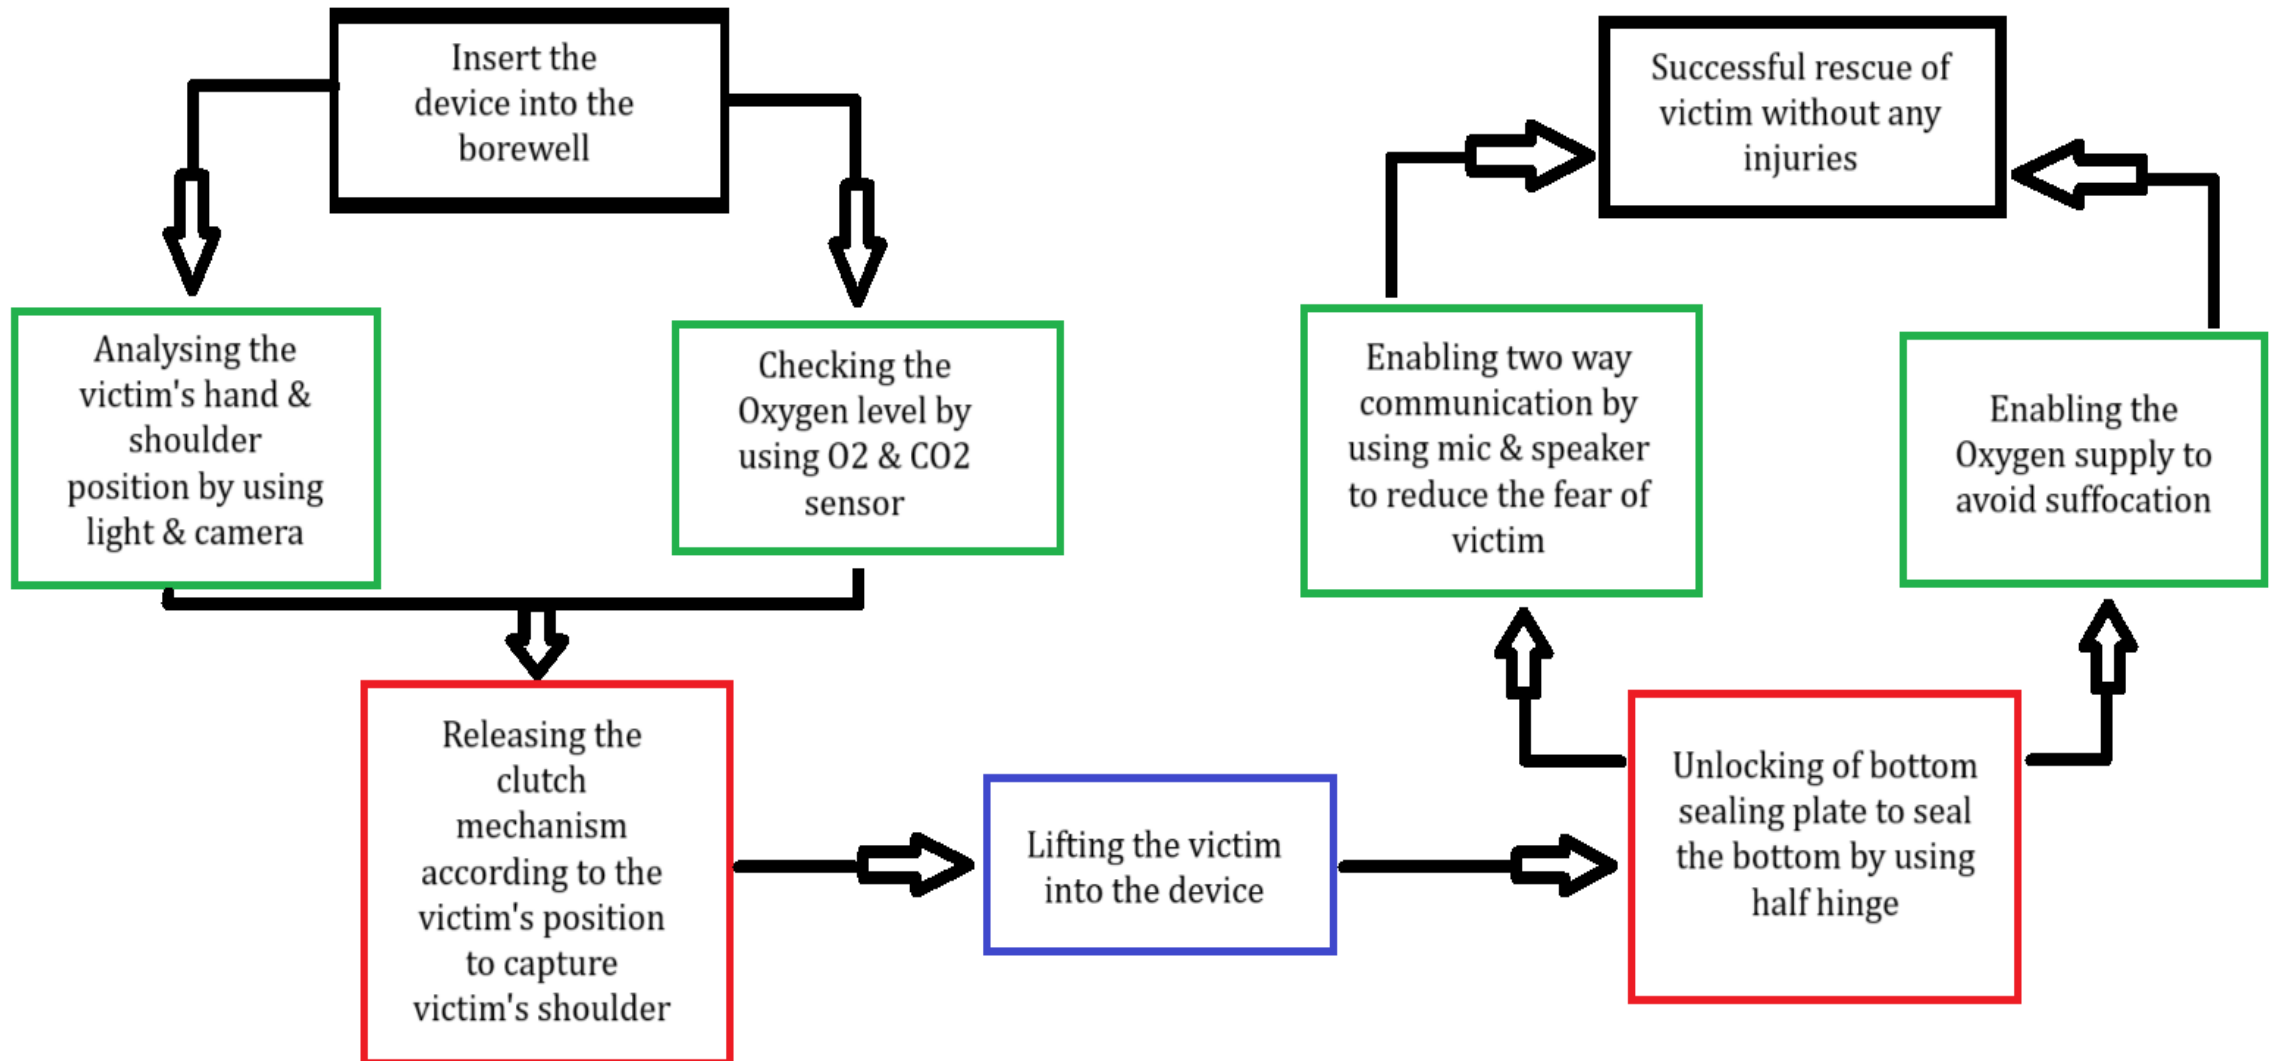 Insert the
device into the
borewell
Analysing the
victim's hand &
shoulder
position by using
light & camera
Checking the
Oxygen level by
using O2 & CO2
sensor
Releasing the
clutch
mechanism
according to the
victim's position
to capture
victim's shoulder
Lifting the victim
into the device
Unlocking of bottom
sealing plate to seal
the bottom by using
half hinge
Enabling two way
communication by
using mic & speaker
to reduce the fear of
victim
Enabling the
Oxygen supply to
avoid suffocation
Successful rescue of
victim without any
injuries